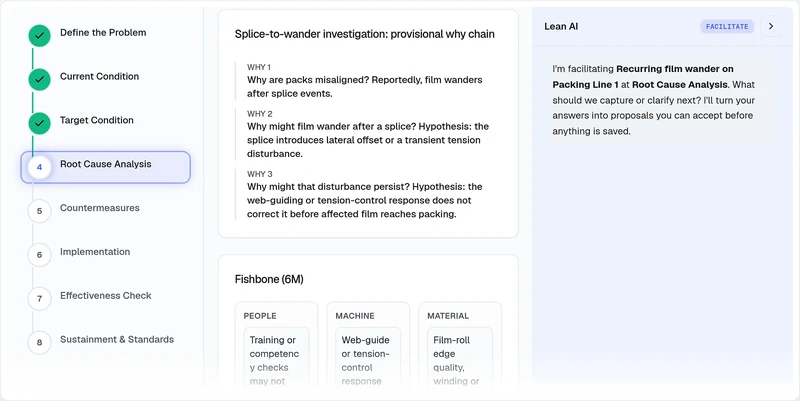 Define the Problem
Current Condition
Target Condition
4
Root Cause Analysis
5
Countermeasures
6
Implementation
7
Effectiveness Check
8
Sustainment & Standards
Splice-to-wander investigation: provisional why chain
WHY 1
Why are packs misaligned? Reportedly, film wanders
after splice events.
WHY 2
Why might film wander after a splice? Hypothesis: the
splice introduces lateral offset or a transient tension
disturbance.
WHY 3
Why might that disturbance persist? Hypothesis: the
web-guiding or tension-control response does not
correct it before affected film reaches packing.
Fishbone (6M)
PEOPLE
Training or
competenc
y checks
may not
MACHINE
Web-guide
or tension-
control
response
MATERIAL
Film-roll
edge
quality,
winding or
Lean AI
FACILITATE
I'm facilitating Recurring film wander on
Packing Line 1 at Root Cause Analysis. What
should we capture or clarify next? I'll turn your
answers into proposals you can accept before
anything is saved.